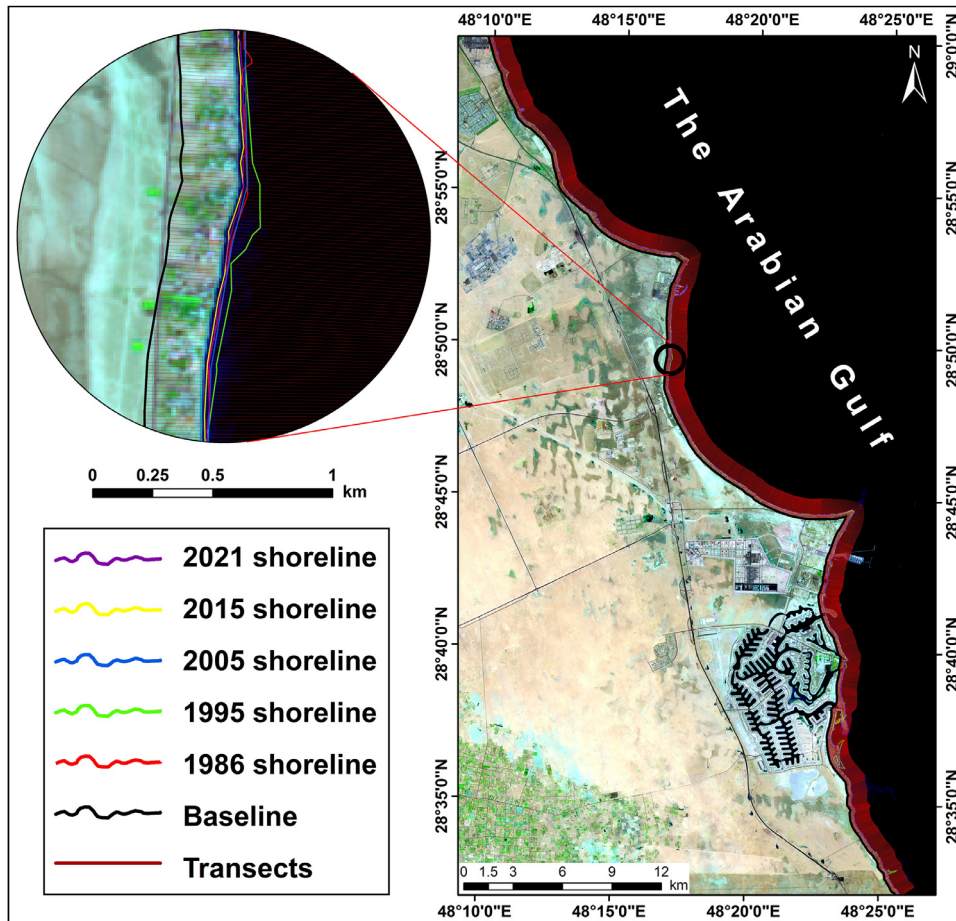 48°10'0"E 48°15'0"E 48°20'0"E 48°25'0"E
N
The Arabian Gulf
29°0'0"N 29°0'0"N
28°55'0"N 28°55'0"N
28°50'0"N 28°50'0"N
28°45'0"N 28°45'0"N
28°40'0"N 28°40'0"N
28°35'0"N 28°35'0"N
0 0.25 0.5 1
km
2021 shoreline
2015 shoreline
2005 shoreline
1995 shoreline
1986 shoreline
Baseline
Transects
0 1.5 3 6 9 12
km
48°10'0"E 48°15'0"E 48°20'0"E 48°25'0"E